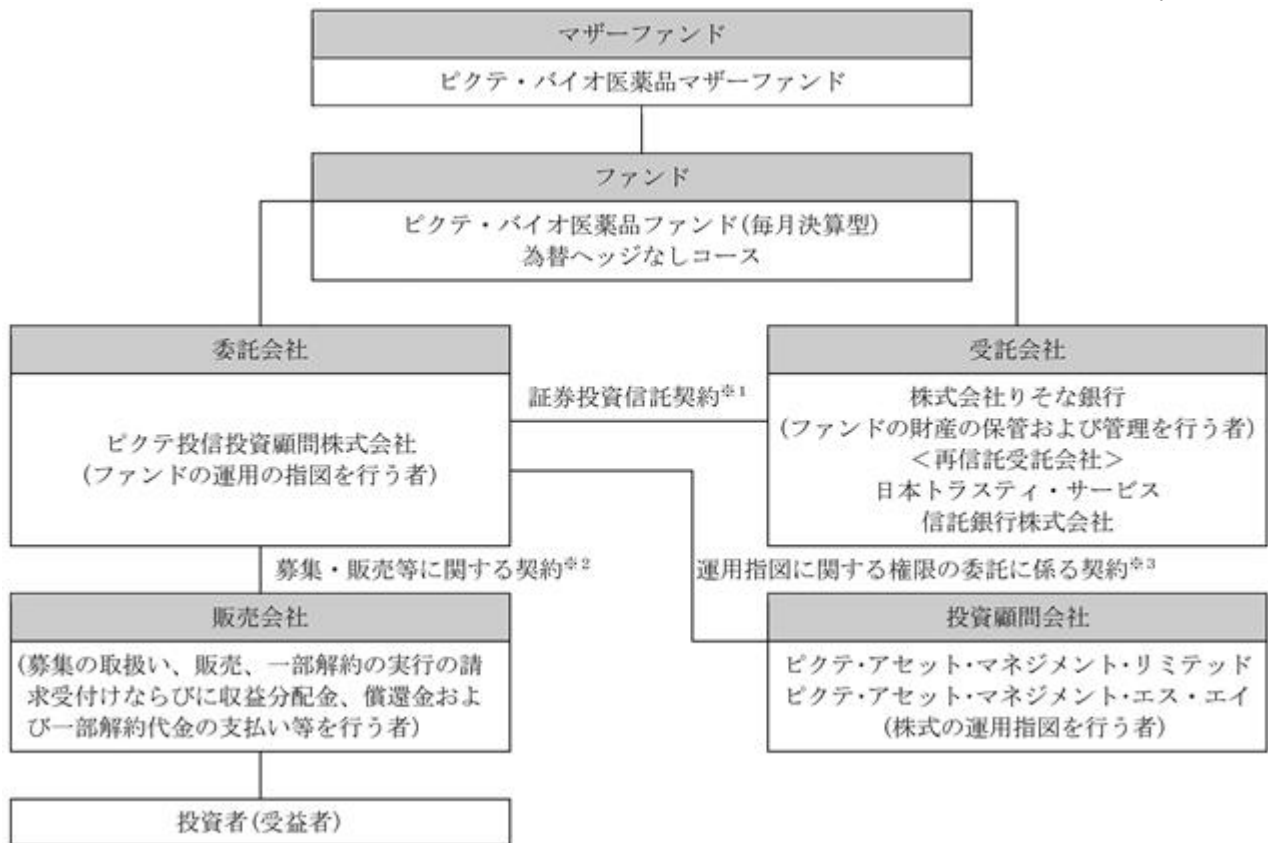 マザーファンド
ピクテ・バイオ医薬品マザーファンド
ファンド
ピクテ・バイオ医薬品ファンド(毎月決算型)
為替ヘッジなしコース
委託会社
ピクテ投信投資顧問株式会社
(ファンドの運用の指図を行う者)
証券投資信託契約※1
受託会社
株式会社りそな銀行
(ファンドの財産の保管および管理を行う者)
<再信託受託会社>
日本トラスティ・サービス
信託銀行株式会社
募集・販売等に関する契約※2
運用指図に関する権限の委託に係る契約※3
販売会社
(募集の取扱い、販売、一部解約の実行の請
求受付けならびに収益分配金、償還金およ
び一部解約代金の支払い等を行う者)
投資顧問会社
ピクテ・アセット・マネジメント・リミテッド
ピクテ・アセット・マネジメント・エス・エイ
(株式の運用指図を行う者)
投資者(受益者)